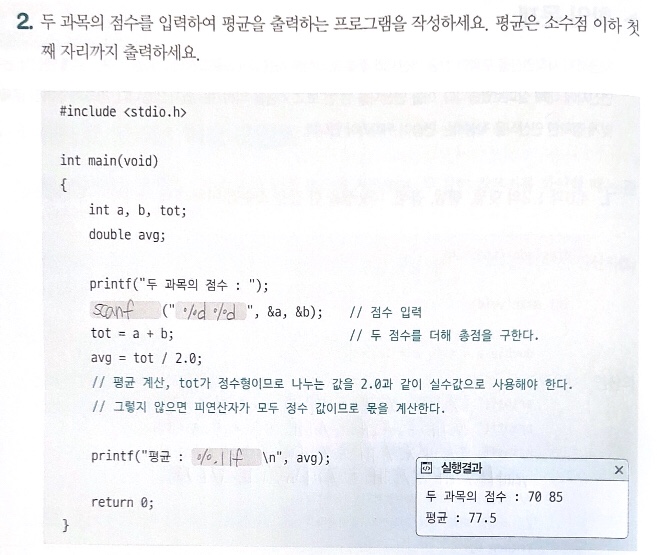 2. 두 과목의 점수를 입력하여 평균을 출력하는 프로그램을 작성하세요. 평균은 소수점 이하 첫
째 자리까지 출력하세요.
#include <stdio.h>
int main(void)
{
int a, b, tot;
double avg;
printf("두 과목의 점수 : ");
scanf ("%d %d", &a, &b); // 점수 입력
tot = a + b; // 두 점수를 더해 총점을 구한다.
avg = tot / 2.0;
// 평균 계산, tot가 정수형이므로 나누는 값을 2.0과 같이 실수값으로 사용해야 한다.
// 그렇지 않으면 피연산자가 모두 정수 값이므로 몫을 계산한다.
printf("평균 : %.1lf \n", avg);
return 0;
}
실행결과
두 과목의 점수 : 70 85
평균 : 77.5